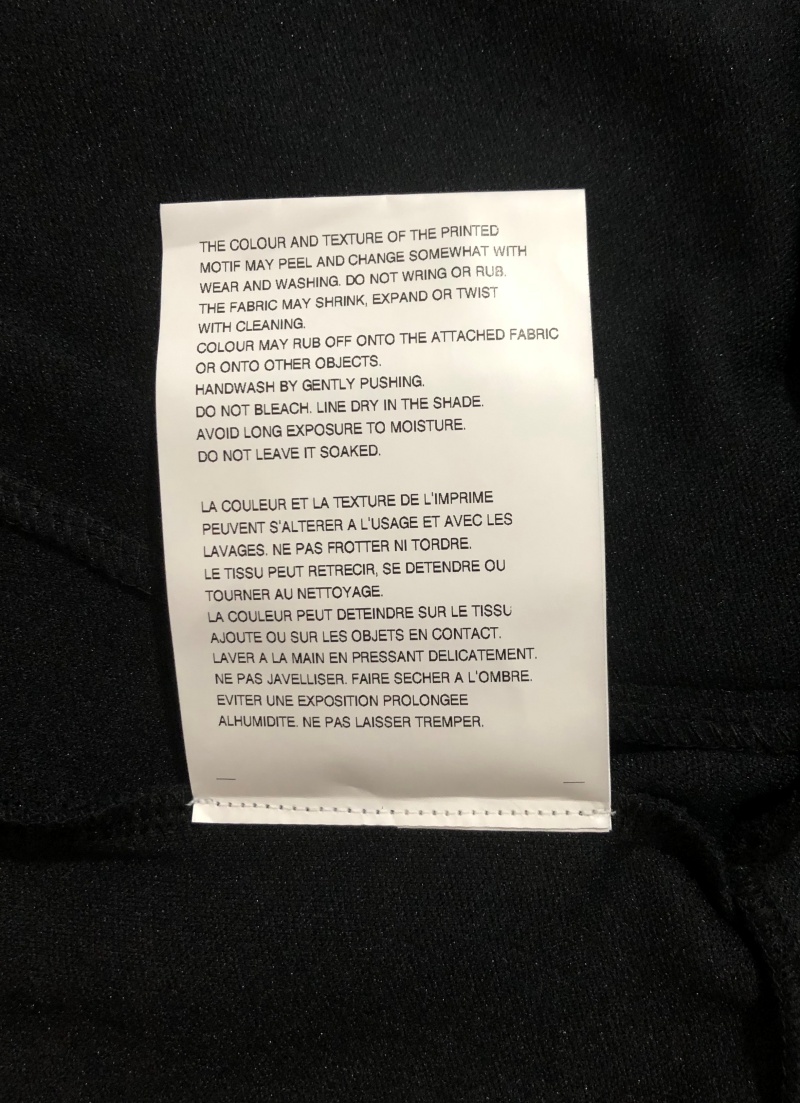 THE COLOUR AND TEXTURE OF THE PRINTED
MOTIF MAY PEEL AND CHANGE SOMEWHAT WITH
WEAR AND WASHING. DO NOT WRING OR RUB.
THE FABRIC MAY SHRINK, EXPAND OR TWIST
WITH CLEANING.
COLOUR MAY RUB OFF ONTO THE ATTACHED FABRIC
OR ONTO OTHER OBJECTS.
HANDWASH BY GENTLY PUSHING.
DO NOT BLEACH. LINE DRY IN THE SHADE.
AVOID LONG EXPOSURE TO MOISTURE.
DO NOT LEAVE IT SOAKED.
LA COULEUR ET LA TEXTURE DE L'IMPRIME
PEUVENT S'ALTERER A L'USAGE ET AVEC LES
LAVAGES. NE PAS FROTTER NI TORDRE.
LE TISSU PEUT RETRECIR, SE DETENDRE OU
TOURNER AU NETTOYAGE.
LA COULEUR PEUT DETEINDRE SUR LE TISSU
AJOUTE OU SUR LES OBJETS EN CONTACT.
LAVER A LA MAIN EN PRESSANT DELICATEMENT.
NE PAS JAVELLISER. FAIRE SECHER A L'OMBRE.
EVITER UNE EXPOSITION PROLONGEE
ALHUMIDITE. NE PAS LAISSER TREMPER.